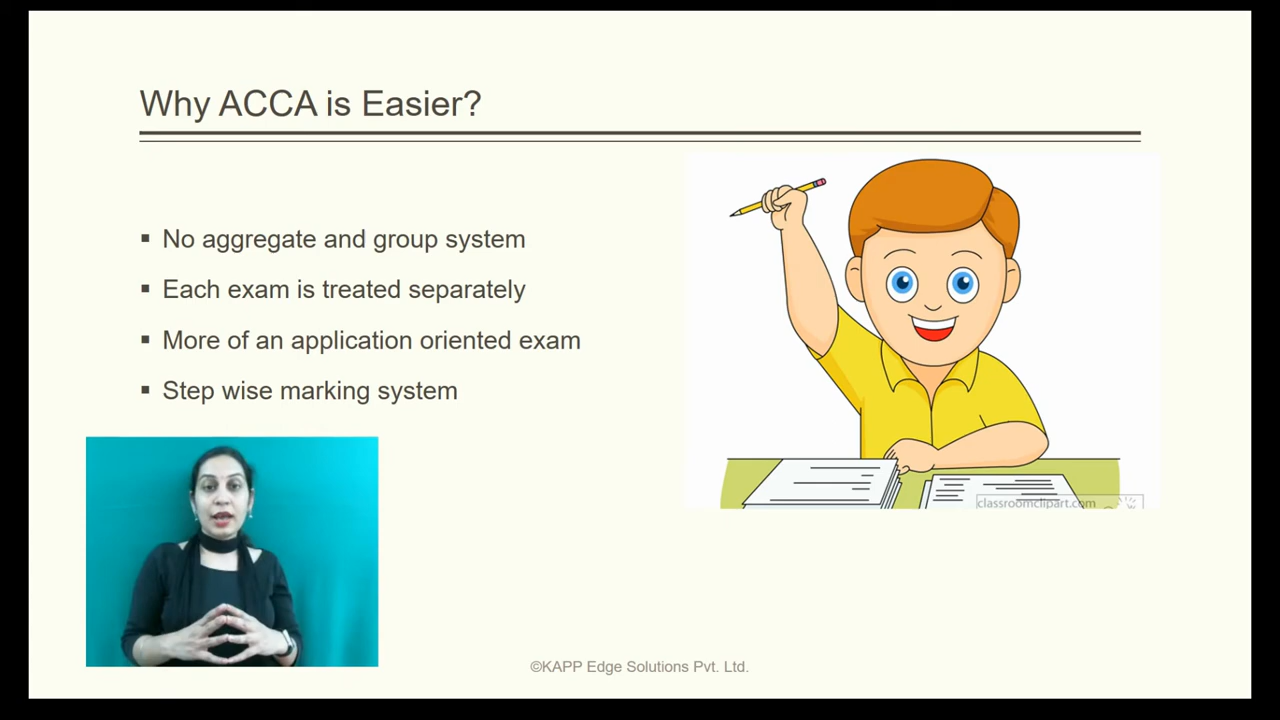 Why ACCA is Easier?
▪ No aggregate and group system
▪ Each exam is treated separately
▪ More of an application oriented exam
▪ Step wise marking system
classroomclipart.com
©KAPP Edge Solutions Pvt. Ltd.